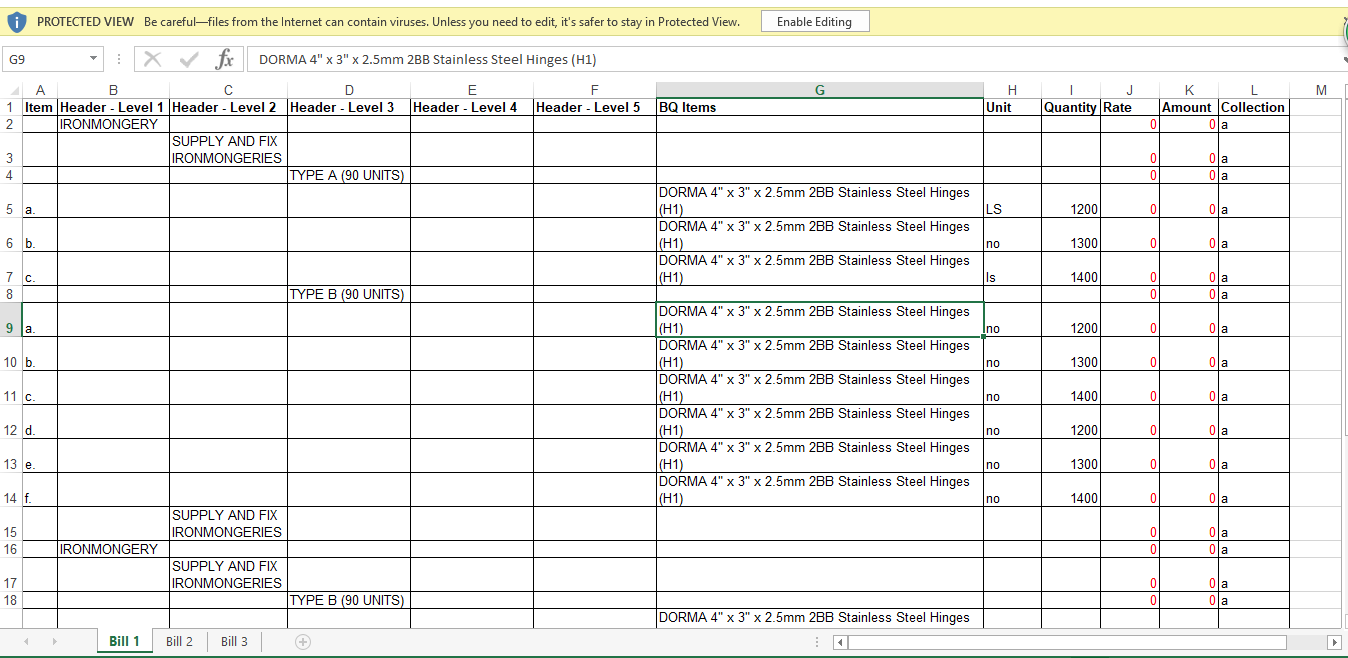 PROTECTED VIEW Be careful—files from the Internet can contain viruses. Unless you need to edit, it's safer to stay in Protected View. Enable Editing
G9 fx DORMA 4" x 3" x 2.5mm 2BB Stainless Steel Hinges (H1)
A B C D E F G H I J K L M
1 Item Header - Level 1 Header - Level 2 Header - Level 3 Header - Level 4 Header - Level 5 BQ Items Unit Quantity Rate Amount Collection
2 IRONMONGERY 0 0 a
SUPPLY AND FIX
3 IRONMONGERIES 0 0 a
4 TYPE A (90 UNITS) 0 0 a
DORMA 4" x 3" x 2.5mm 2BB Stainless Steel Hinges
5 a. (H1) LS 1200 0 0 a
DORMA 4" x 3" x 2.5mm 2BB Stainless Steel Hinges
6 b. (H1) no 1300 0 0 a
DORMA 4" x 3" x 2.5mm 2BB Stainless Steel Hinges
7 c. (H1) ls 1400 0 0 a
8 TYPE B (90 UNITS) 0 0 a
DORMA 4" x 3" x 2.5mm 2BB Stainless Steel Hinges
9 a. (H1) no 1200 0 0 a
DORMA 4" x 3" x 2.5mm 2BB Stainless Steel Hinges
10 b. (H1) no 1300 0 0 a
DORMA 4" x 3" x 2.5mm 2BB Stainless Steel Hinges
11 c. (H1) no 1400 0 0 a
DORMA 4" x 3" x 2.5mm 2BB Stainless Steel Hinges
12 d. (H1) no 1200 0 0 a
DORMA 4" x 3" x 2.5mm 2BB Stainless Steel Hinges
13 e. (H1) no 1300 0 0 a
DORMA 4" x 3" x 2.5mm 2BB Stainless Steel Hinges
14 f. (H1) no 1400 0 0 a
SUPPLY AND FIX
15 IRONMONGERIES 0 0 a
16 IRONMONGERY 0 0 a
SUPPLY AND FIX
17 IRONMONGERIES 0 0 a
18 TYPE B (90 UNITS) 0 0 a
DORMA 4" x 3" x 2.5mm 2BB Stainless Steel Hinges
Bill 1 Bill 2 Bill 3